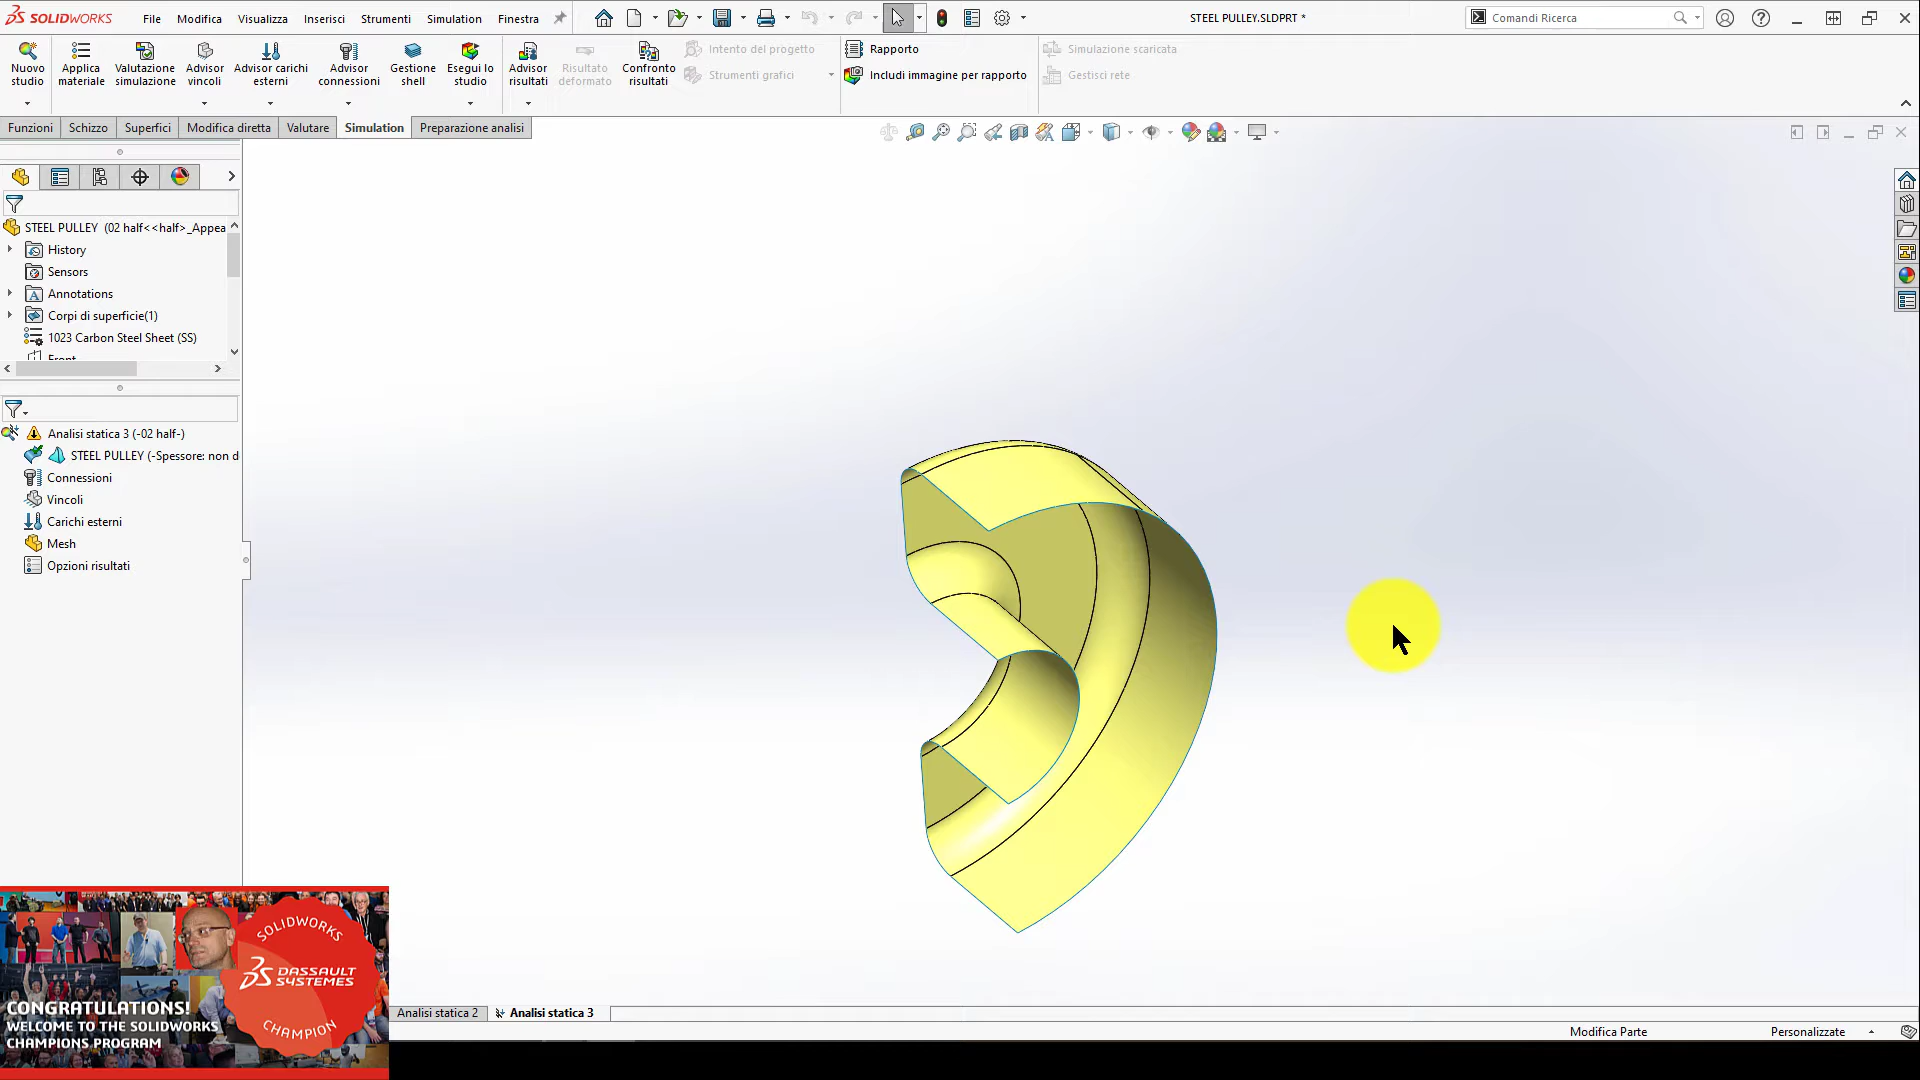 SOLIDWORKS
File
Modifica
Visualizza
Inserisci
Strumenti
Simulation
Finestra
STEEL PULLEY.SLDPRT *
Comandi Ricerca
Nuovo
studio
Applica
materiale
Valutazione
simulazione
Advisor
vincoli
Advisor carichi
esterni
Advisor
connessioni
Gestione
shell
Esegui lo
studio
Advisor
risultati
Risultato
deformato
Confronto
risultati
Intento del progetto
Strumenti grafici
Rapporto
Includi immagine per rapporto
Simulazione scaricata
Gestisci rete
Funzioni
Schizzo
Superfici
Modifica diretta
Valutare
Simulation
Preparazione analisi
STEEL PULLEY (02 half<<half>_Appea
History
Sensors
Annotations
Corpi di superficie(1)
1023 Carbon Steel Sheet (SS)
Front
Analisi statica 3 (-02 half-)
STEEL PULLEY (-Spessore: non d
Connessioni
Vincoli
Carichi esterni
Mesh
Opzioni risultati
SOLIDWORKS
DASSAULT
SYSTEMES
CHAMPION
CONGRATULATIONS!
WELCOME TO THE SOLIDWORKS
CHAMPIONS PROGRAM
Analisi statica 2
Analisi statica 3
Modifica Parte
Personalizzate